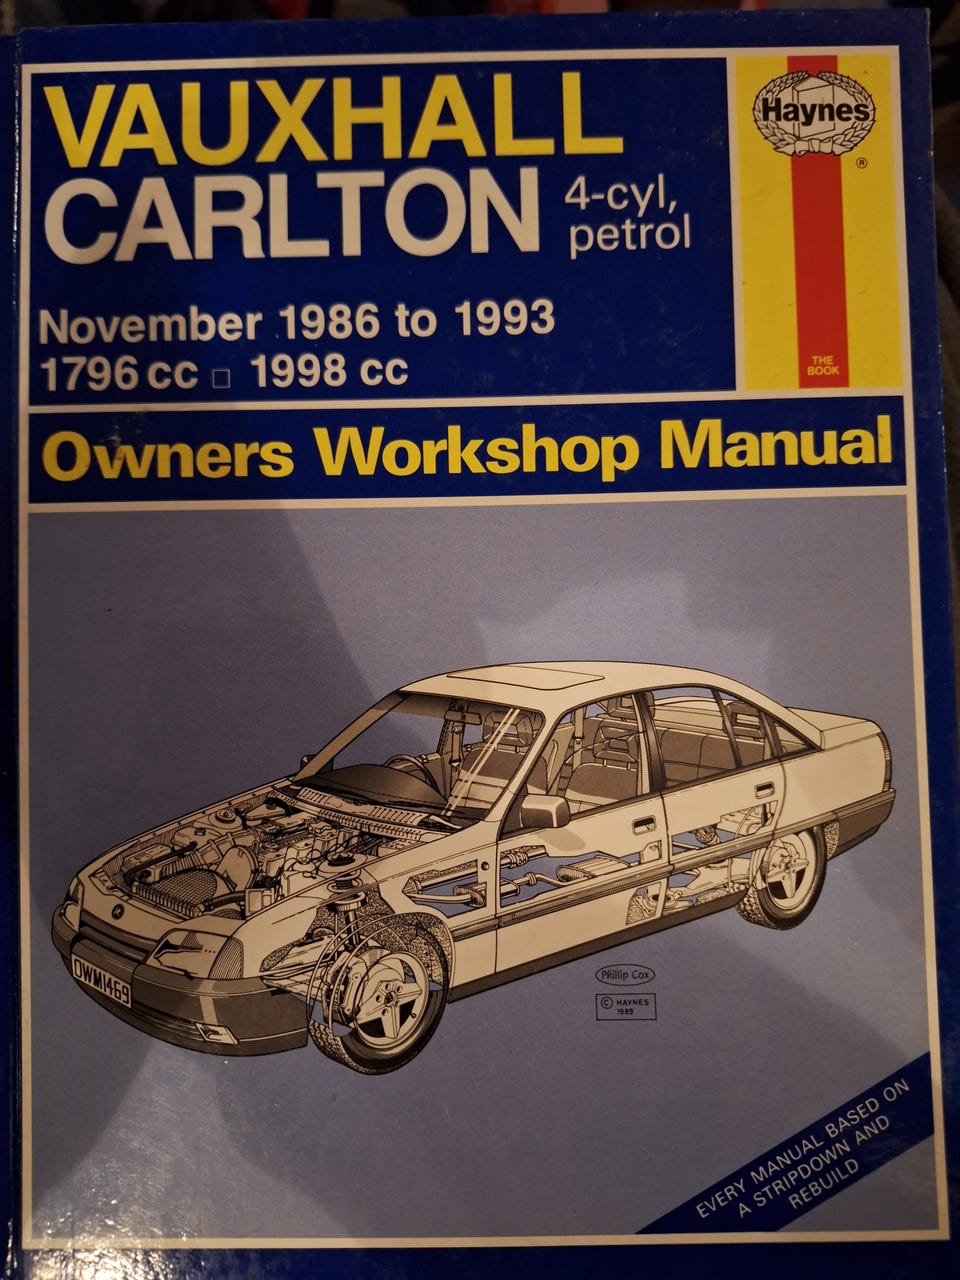 VAUXHALL
CARLTON
4-cyl,
petrol
November 1986 to 1993
1796 cc □ 1998 cc
Haynes
®
THE
BOOK
Owners Workshop Manual
OWM1469
Phillip Cox
© HAYNES
1989
EVERY MANUAL BASED ON
A STRIPDOWN AND
REBUILD